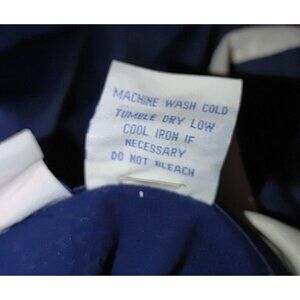 MACHINE WASH COLD
TUMBLE DRY LOW
COOL IRON IF
NECESSARY
DO NOT BLEACH